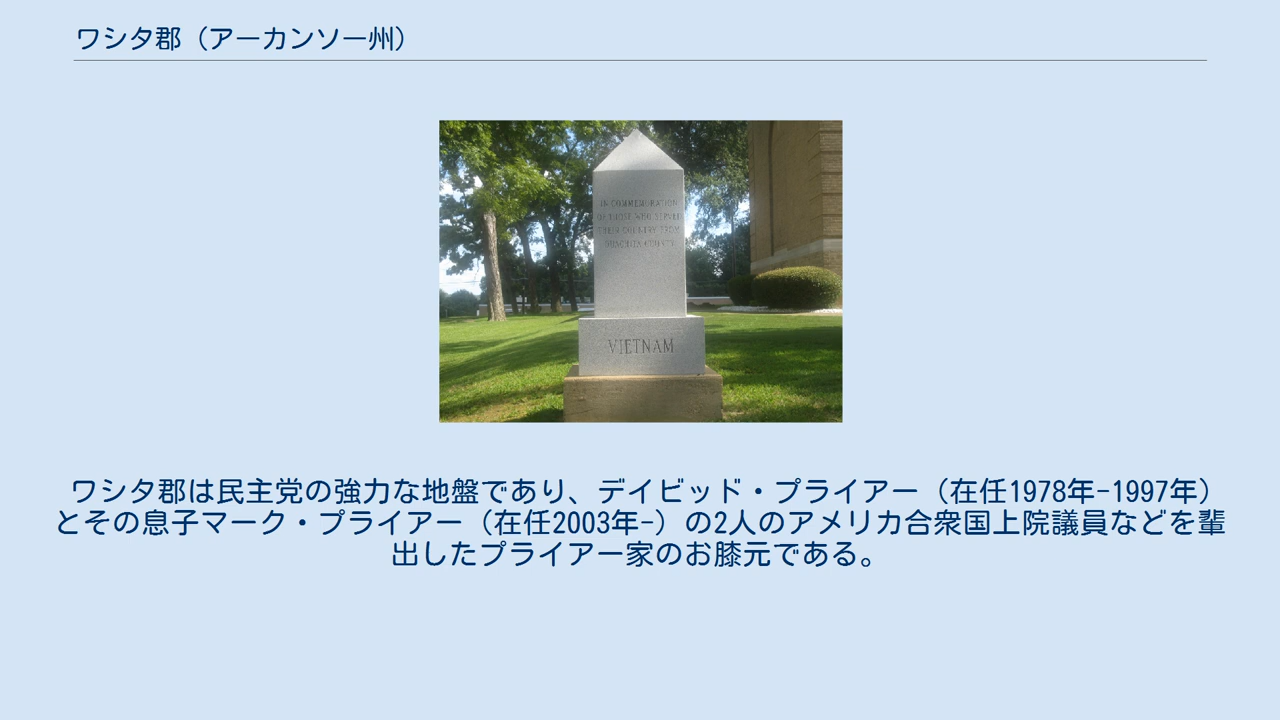 ワシタ郡（アーカンソー州）
IN COMMEMORATION
OF THOSE WHO SERVED
THEIR COUNTRY FROM
OUACHITA COUNTY
VIETNAM
ワシタ郡は民主党の強力な地盤であり、デイビッド・プライアー（在任1978年-1997年）
とその息子マーク・プライアー（在任2003年-）の2人のアメリカ合衆国上院議員などを輩
出したプライアー家のお膝元である。